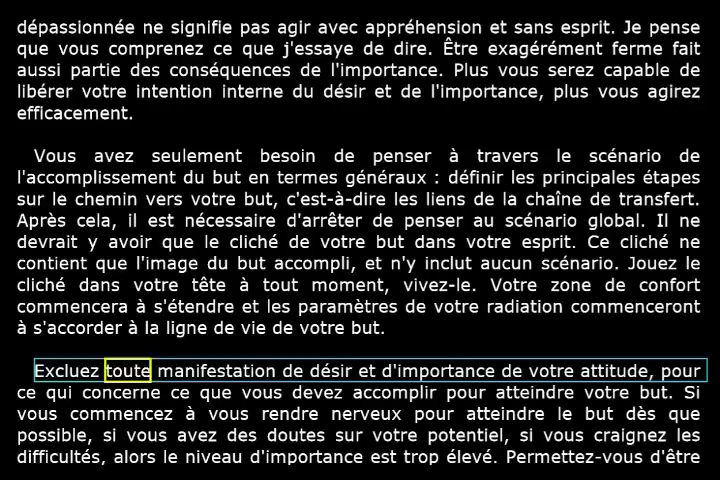 dépassionnée ne signifie pas agir avec appréhension et sans esprit. Je pense
que vous comprenez ce que j'essaye de dire. Être exagérément ferme fait
aussi partie des conséquences de l'importance. Plus vous serez capable de
libérer votre intention interne du désir et de l'importance, plus vous agirez
efficacement.
Vous avez seulement besoin de penser à travers le scénario de
l'accomplissement du but en termes généraux : définir les principales étapes
sur le chemin vers votre but, c'est-à-dire les liens de la chaîne de transfert.
Après cela, il est nécessaire d'arrêter de penser au scénario global. Il ne
devrait y avoir que le cliché de votre but dans votre esprit. Ce cliché ne
contient que l'image du but accompli, et n'y inclut aucun scénario. Jouez le
cliché dans votre tête à tout moment, vivez-le. Votre zone de confort
commencera à s'étendre et les paramètres de votre radiation commenceront
à s'accorder à la ligne de vie de votre but.
Excluez toute manifestation de désir et d'importance de votre attitude, pour
ce qui concerne ce que vous devez accomplir pour atteindre votre but. Si
vous commencez à vous rendre nerveux pour atteindre le but dès que
possible, si vous avez des doutes sur votre potentiel, si vous craignez les
difficultés, alors le niveau d'importance est trop élevé. Permettez-vous d'être